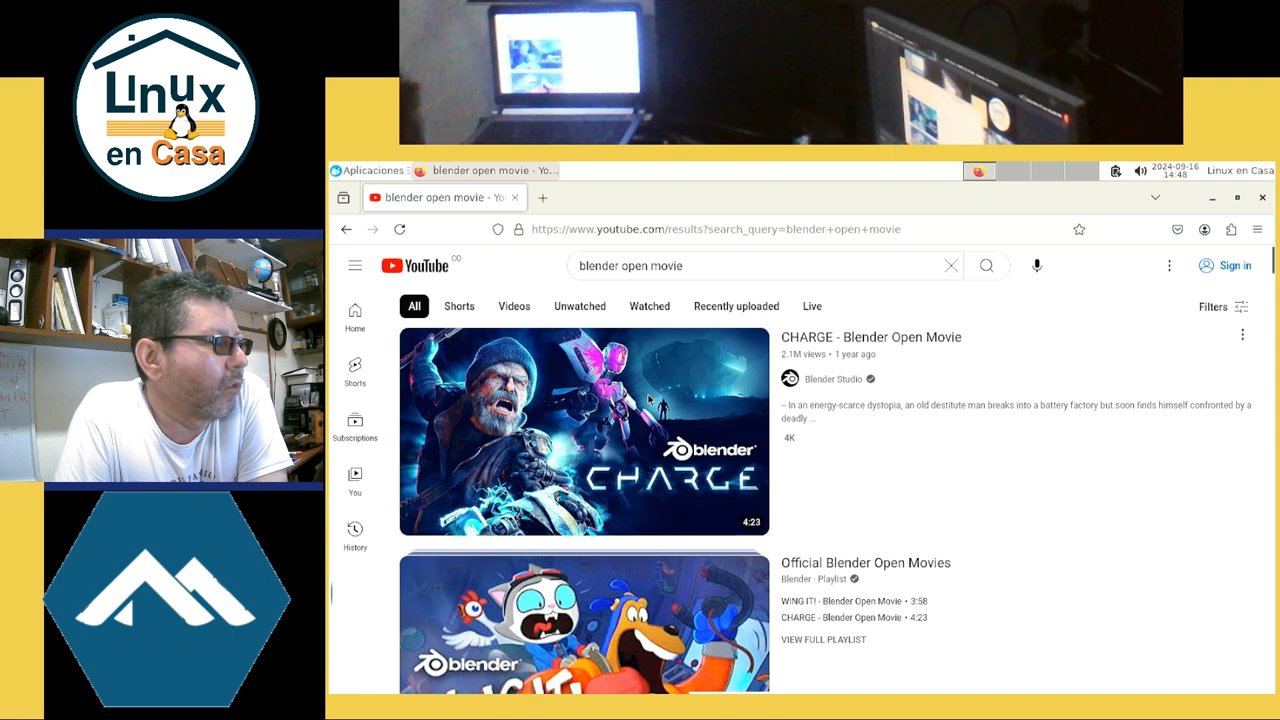 LInux
en Casa
Aplicaciones
blender open movie - Yo...
2024-09-16
14:48
Linux en Casa
blender open movie - Yo
https://www.youtube.com/results?search_query=blender+open+movie
YouTube CO
blender open movie
Sign in
All
Shorts
Videos
Unwatched
Watched
Recently uploaded
Live
Filters
Home
Shorts
Subscriptions
You
History
blender
CHARGE
4:23
CHARGE - Blender Open Movie
2.1M views • 1 year ago
Blender Studio
– In an energy-scarce dystopia, an old destitute man breaks into a battery factory but soon finds himself confronted by a
deadly ...
4K
blender
Official Blender Open Movies
Blender · Playlist
WING IT! - Blender Open Movie • 3:58
CHARGE - Blender Open Movie • 4:23
VIEW FULL PLAYLIST